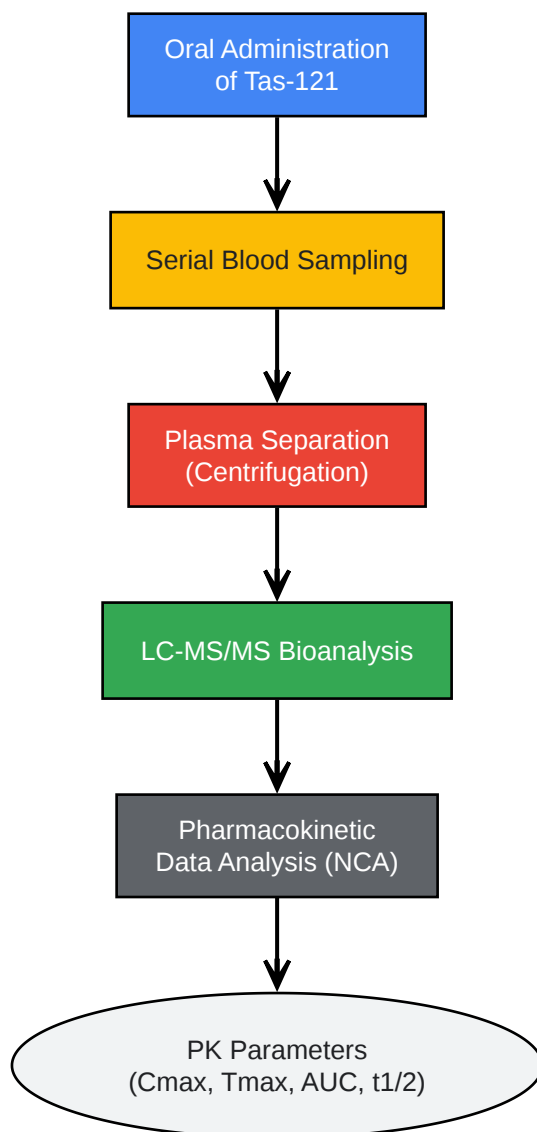 Oral Administration
of Tas-121
Serial Blood Sampling
Plasma Separation
(Centrifugation)
LC-MS/MS Bioanalysis
Pharmacokinetic
Data Analysis (NCA)
PK Parameters
(Cmax, Tmax, AUC, t1/2)